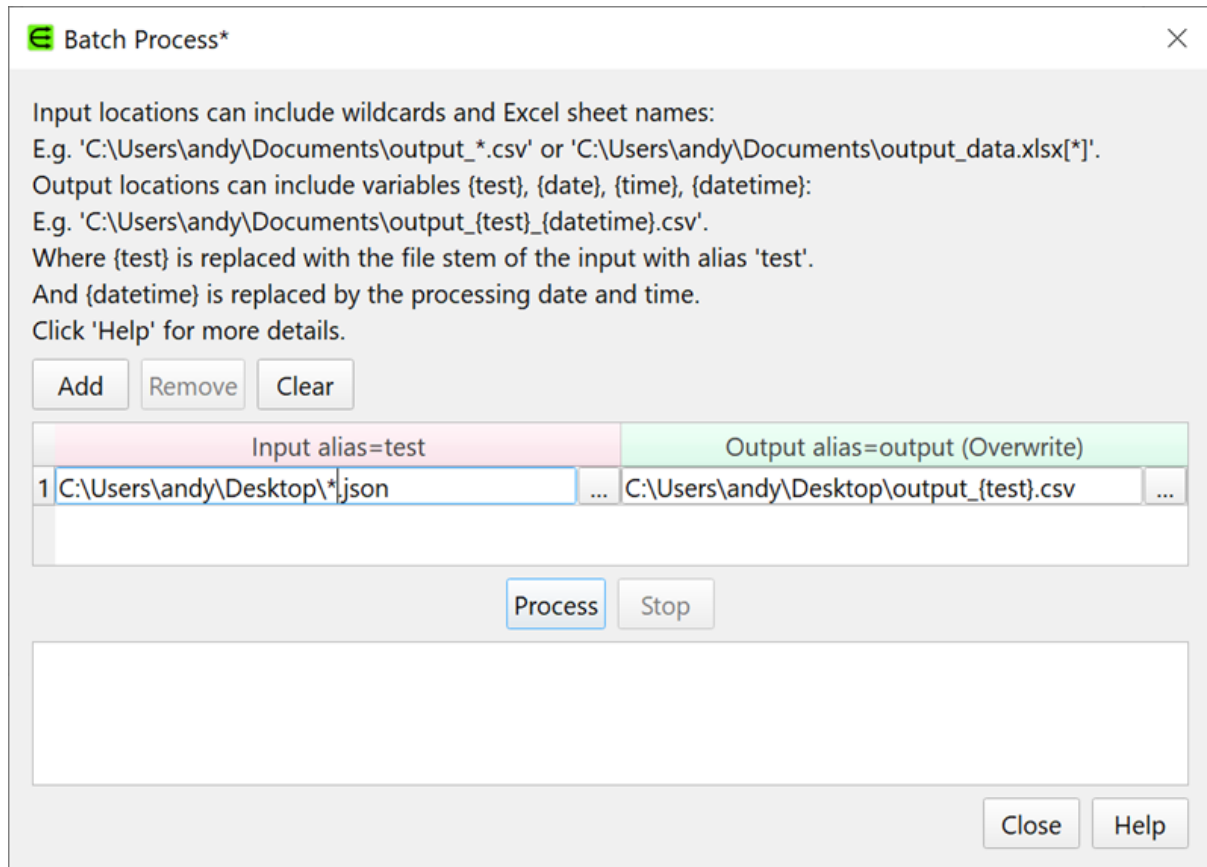 Batch Process*
Input locations can include wildcards and Excel sheet names:
E.g. 'C:\Users\andy\Documents\output_*.csv' or 'C:\Users\andy\Documents\output_data.xlsx[*]'.
Output locations can include variables {test}, {date}, {time}, {datetime}:
E.g. 'C:\Users\andy\Documents\output_{test}_{datetime}.csv'.
Where {test} is replaced with the file stem of the input with alias 'test'.
And {datetime} is replaced by the processing date and time.
Click 'Help' for more details.
Add Remove Clear
Input alias=test Output alias=output (Overwrite)
1 C:\Users\andy\Desktop\*.json ... C:\Users\andy\Desktop\output_{test}.csv ...
Process Stop
Close Help